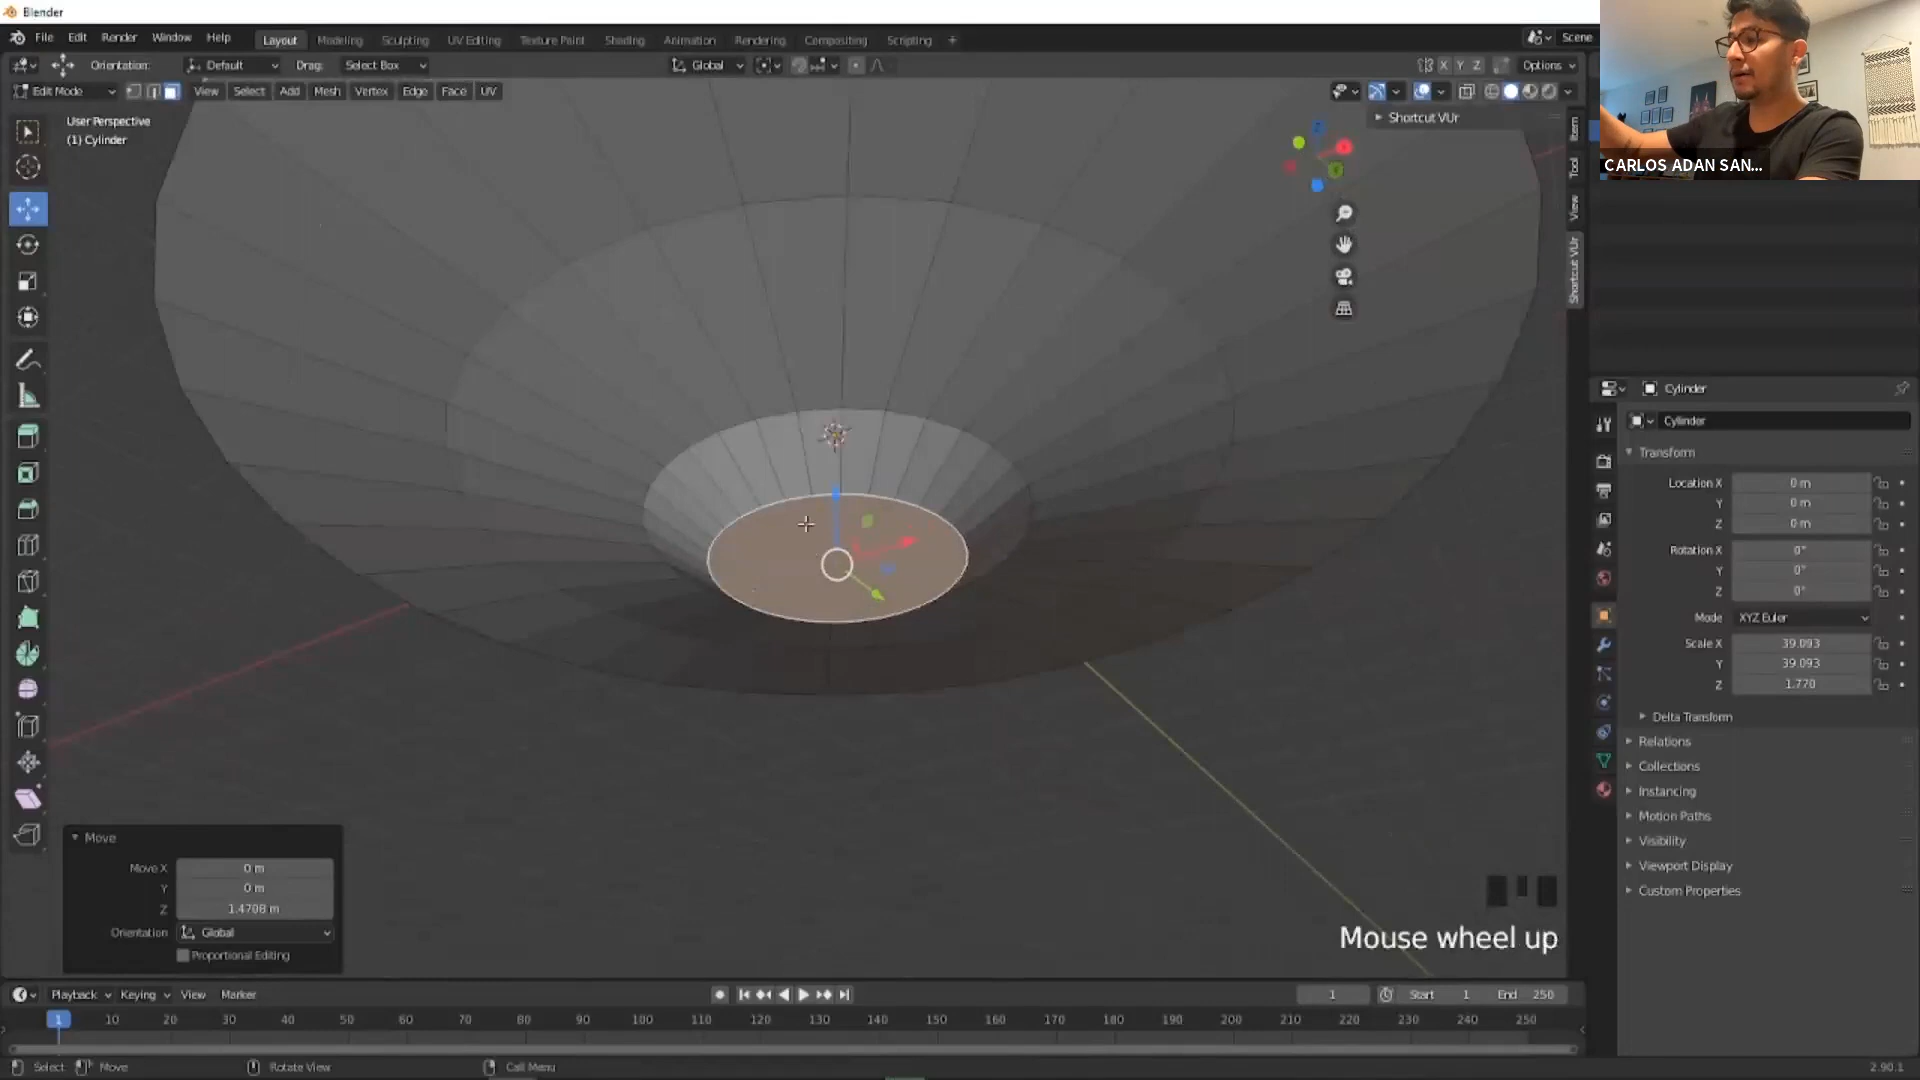 Blender
File Edit Render Window Help
Layout Modeling Sculpting UV Editing Texture Paint Shading Animation Rendering Compositing Scripting +
Scene
Orientation: Default Drag: Select Box
Global
X Y Z Options
Edit Mode View Select Add Mesh Vertex Edge Face UV
User Perspective
(1) Cylinder
Shortcut VUr
Item
Tool
View
Shortcut VUr
CARLOS ADAN SAN...
Cylinder
Cylinder
Transform
Location X 0 m
Y 0 m
Z 0 m
Rotation X 0°
Y 0°
Z 0°
Mode XYZ Euler
Scale X 39.093
Y 39.093
Z 1.770
Delta Transform
Relations
Collections
Instancing
Motion Paths
Visibility
Viewport Display
Custom Properties
Move
Move X 0 m
Y 0 m
Z 1.4708 m
Orientation Global
Proportional Editing
Mouse wheel up
Playback Keying View Marker
1 Start 1 End 250
1 10 20 30 40 50 60 70 80 90 100 110 120 130 140 150 160 170 180 190 200 210 220 230 240 250
Select Move Rotate View Call Menu 2.90.1